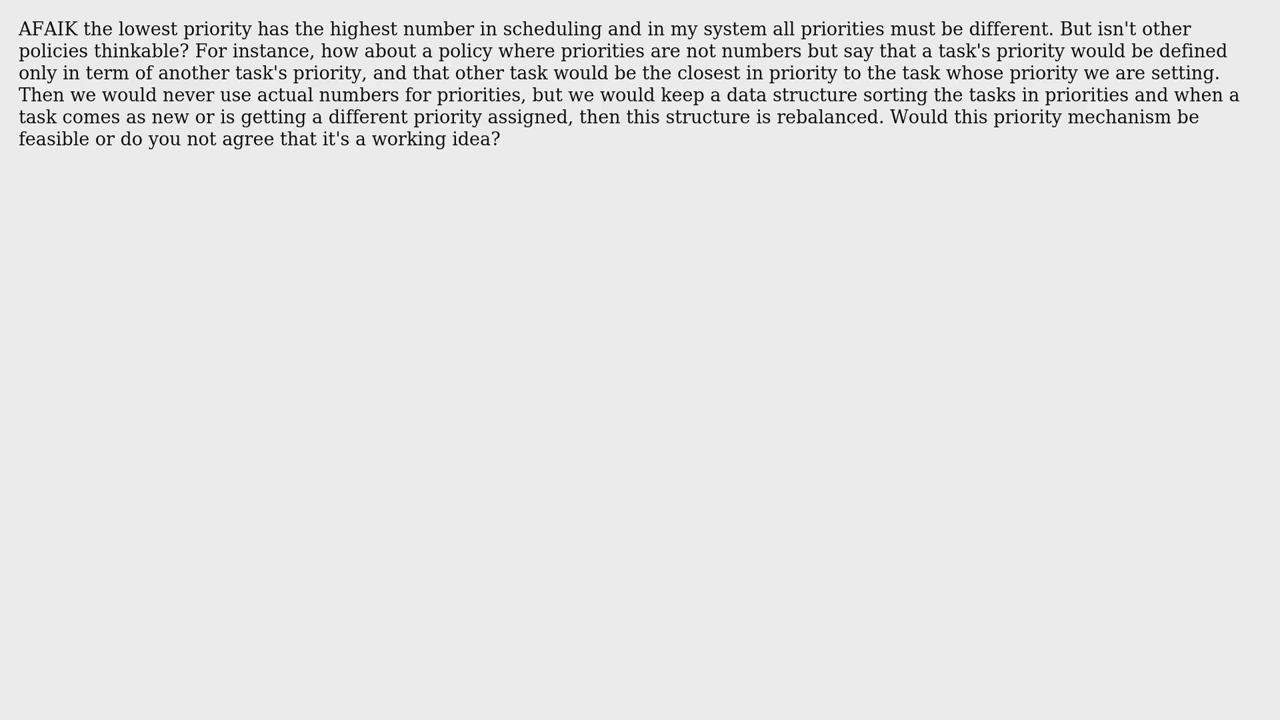 AFAIK the lowest priority has the highest number in scheduling and in my system all priorities must be different. But isn't other
policies thinkable? For instance, how about a policy where priorities are not numbers but say that a task's priority would be defined
only in term of another task's priority, and that other task would be the closest in priority to the task whose priority we are setting.
Then we would never use actual numbers for priorities, but we would keep a data structure sorting the tasks in priorities and when a
task comes as new or is getting a different priority assigned, then this structure is rebalanced. Would this priority mechanism be
feasible or do you not agree that it's a working idea?